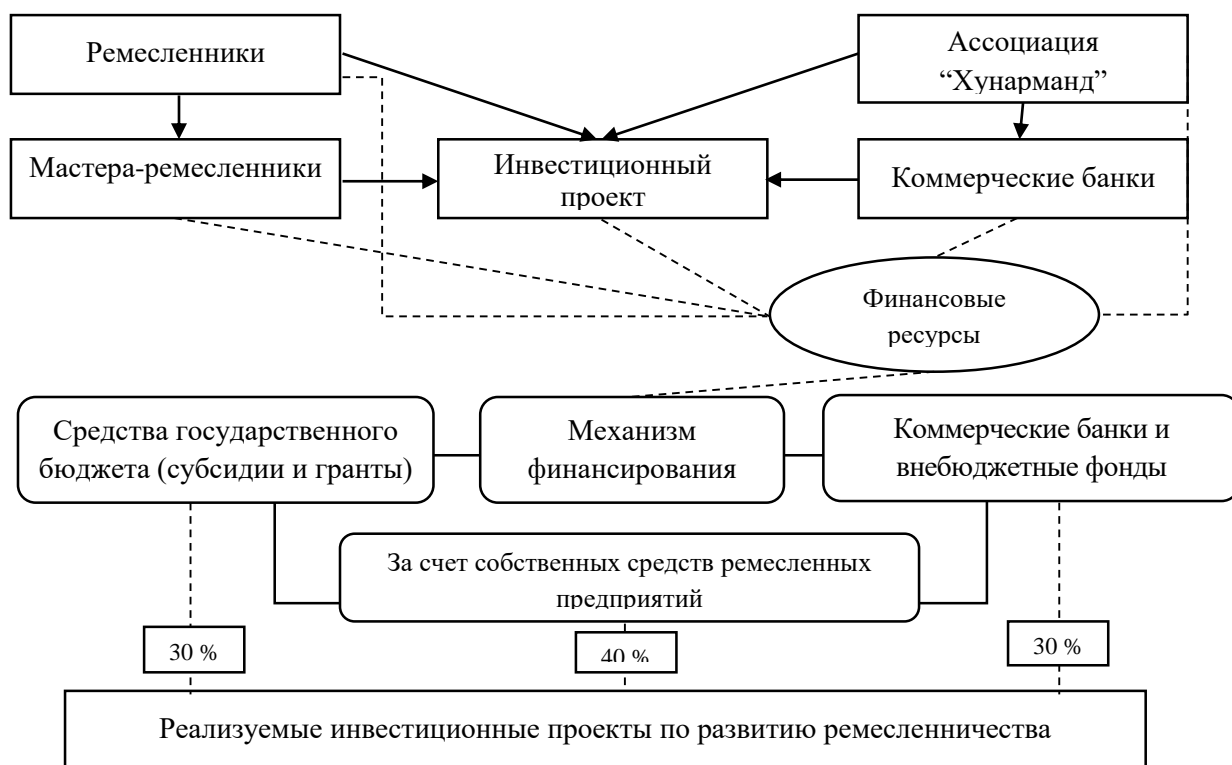 Ремесленники
Ассоциация
“Хунарманд”
Мастера-ремесленники
Инвестиционный
проект
Коммерческие банки
Финансовые
ресурсы
Средства государственного
бюджета (субсидии и гранты)
Механизм
финансирования
Коммерческие банки и
внебюджетные фонды
За счет собственных средств ремесленных
предприятий
30 %
40 %
30 %
Реализуемые инвестиционные проекты по развитию ремесленничества